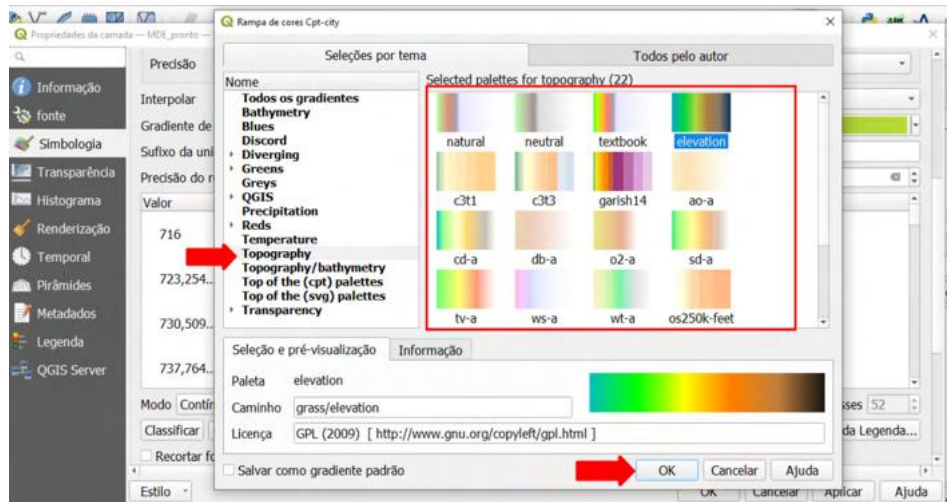 Propriedades da camada — MDE_pronto —
Informação
fonte
Simbologia
Transparência
Histograma
Renderização
Temporal
Pirâmides
Metadados
Legenda
QGIS Server
Precisão
Interpolar
Gradiente de
Sufixo da uni
Precisão do r
Valor
716
723,254...
730,509...
737,764...
Modo Contín
Classificar
Recortar fo
Estilo
Rampa de cores Cpt-city
Seleções por tema
Todos pelo autor
Nome
Todos os gradientes
Bathymetry
Blues
Discord
Diverging
Greens
Greys
QGIS
Precipitation
Reds
Temperature
Topography
Topography/bathymetry
Top of the (cpt) palettes
Top of the (svg) palettes
Transparency
Selected palettes for topography (22)
natural neutral textbook elevation
c3t1 c3t3 garish14 ao-a
cd-a db-a o2-a sd-a
tv-a ws-a wt-a os250k-feet
Seleção e pré-visualização
Informação
Paleta elevation
Caminho grass/elevation
Licença GPL (2009) [ http://www.gnu.org/copyleft/gpl.html ]
Salvar como gradiente padrão
OK Cancelar Ajuda
sses 52
da Legenda...
OK Cancelar Aplicar Ajuda